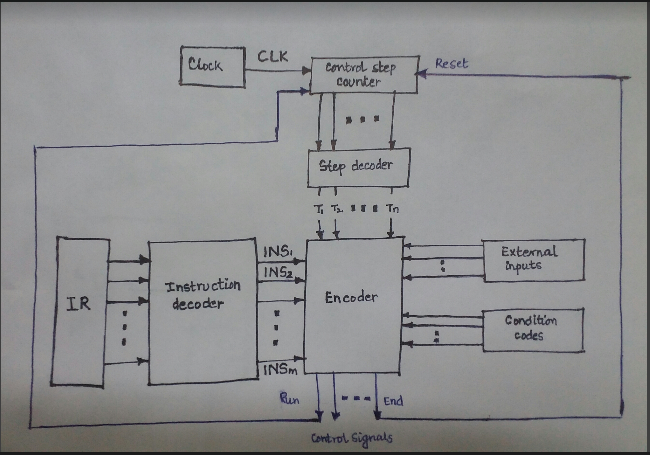 Clock
CLK
Control step
counter
Reset
Step decoder
T1 T2 Tn
IR
Instruction
decoder
INS1
INS2
INSm
Encoder
External
inputs
Condition
codes
Run
End
Control Signals